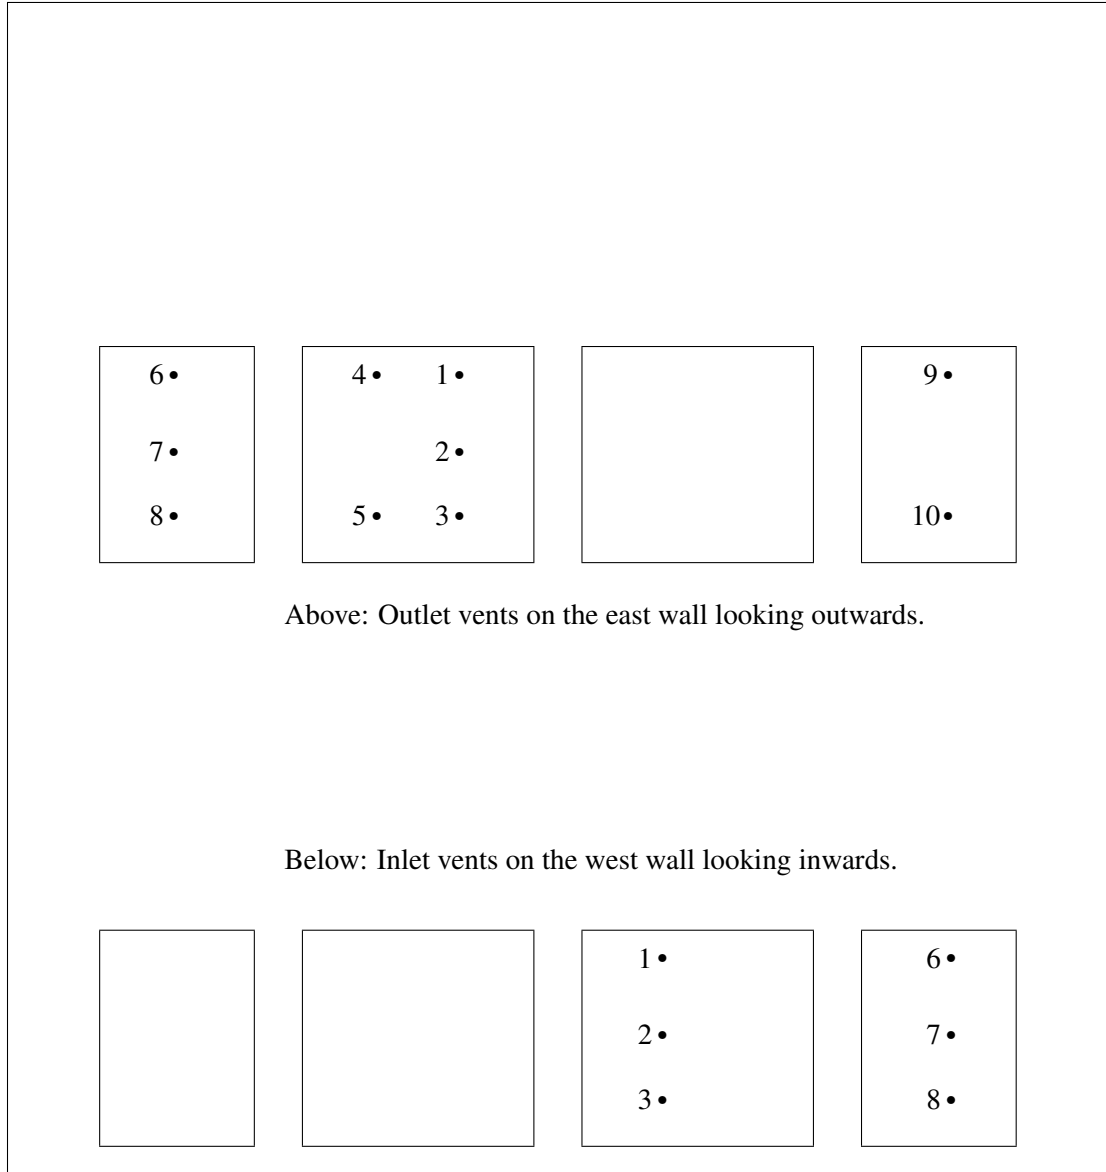 6 4 1 9
7 2
8 5 3 10
Above: Outlet vents on the east wall looking outwards.
Below: Inlet vents on the west wall looking inwards.
1 6
2 7
3 8